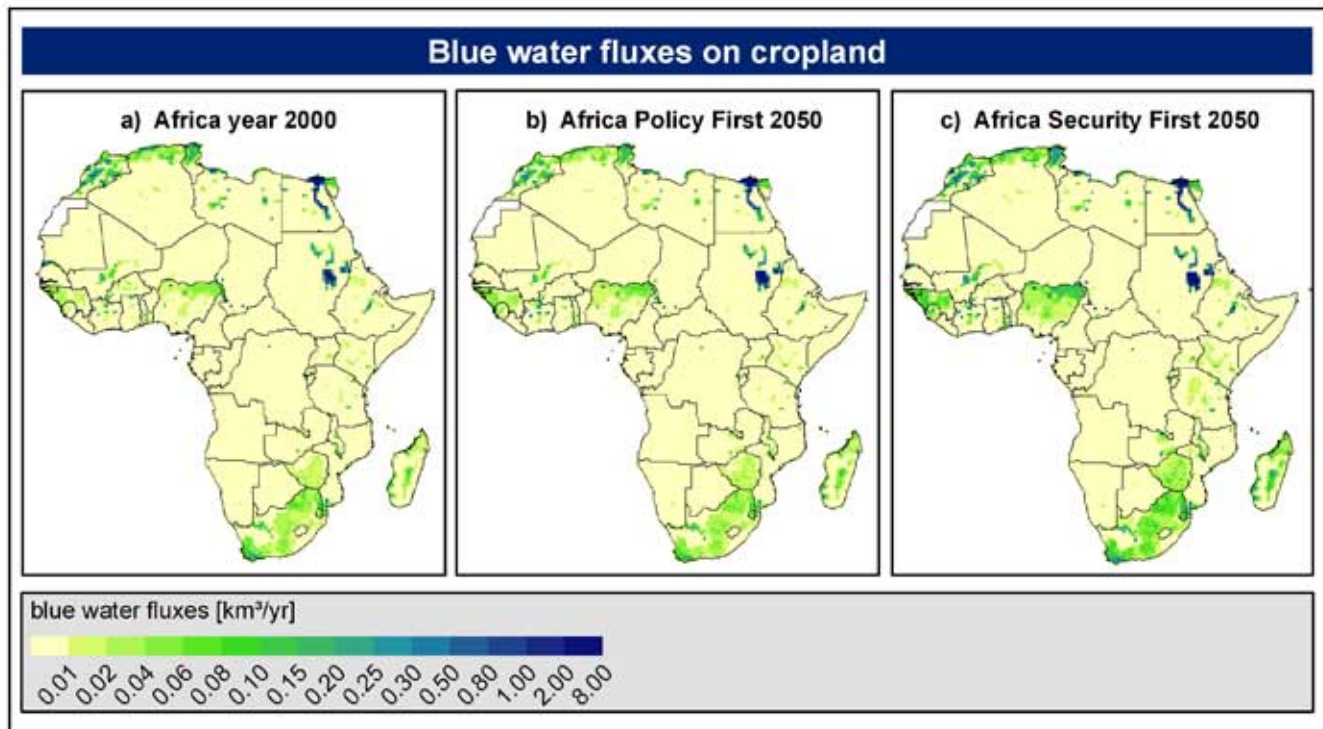 Blue water fluxes on cropland
a) Africa year 2000
b) Africa Policy First 2050
c) Africa Security First 2050
blue water fluxes [km³/yr]
0.01 0.02 0.04 0.06 0.08 0.10 0.15 0.20 0.25 0.30 0.50 0.80 1.00 2.00 8.00